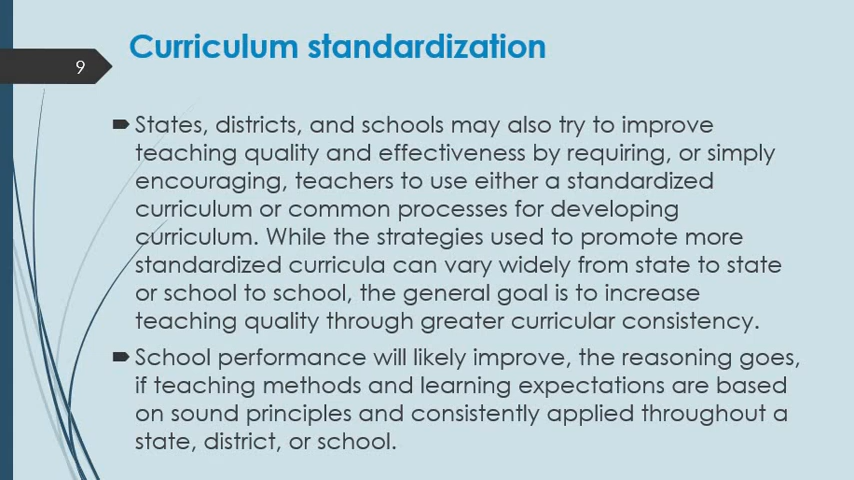 Curriculum standardization
9
States, districts, and schools may also try to improve
teaching quality and effectiveness by requiring, or simply
encouraging, teachers to use either a standardized
curriculum or common processes for developing
curriculum. While the strategies used to promote more
standardized curricula can vary widely from state to state
or school to school, the general goal is to increase
teaching quality through greater curricular consistency.
School performance will likely improve, the reasoning goes,
if teaching methods and learning expectations are based
on sound principles and consistently applied throughout a
state, district, or school.